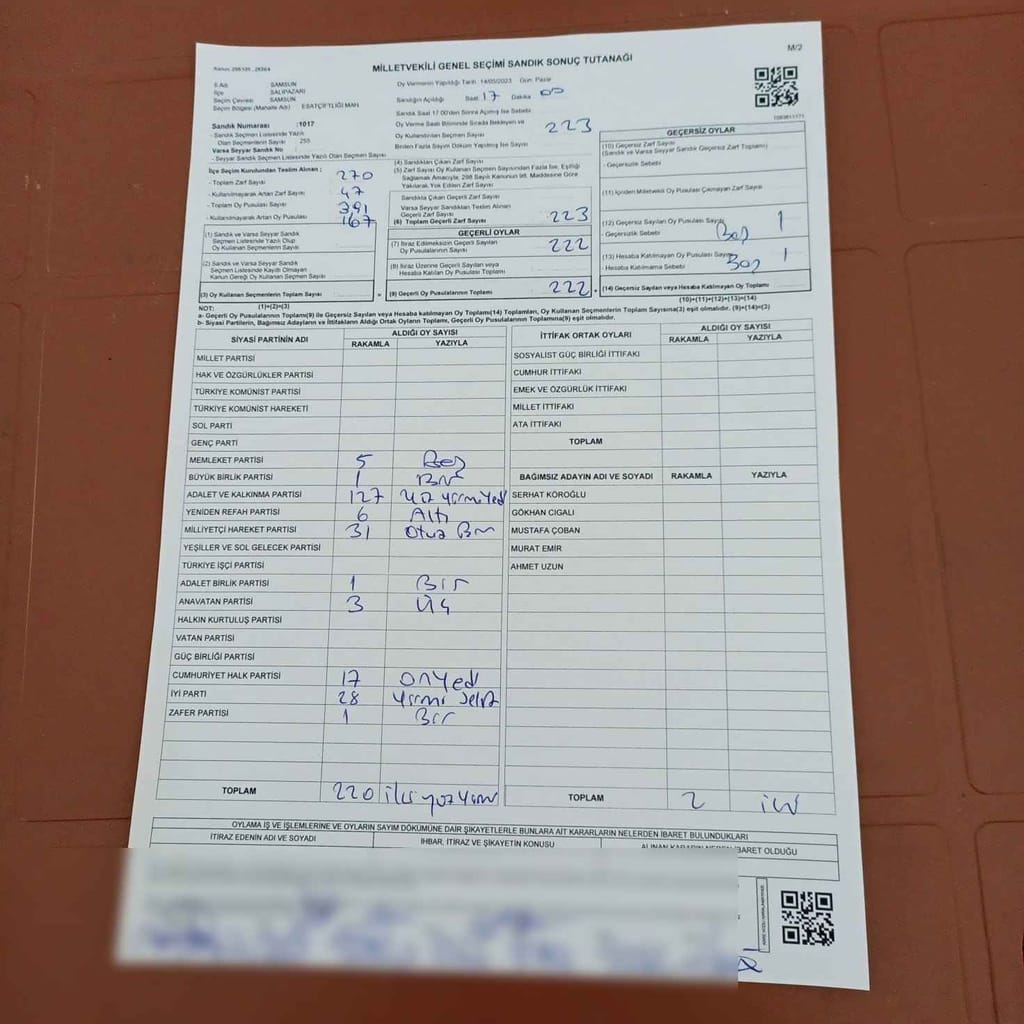 M/2
MİLLETVEKİLİ GENEL SEÇİMİ SANDIK SONUÇ TUTANAĞI
İl Adı SAMSUN
İlçe SALIPAZARI
Seçim Çevresi SAMSUN
Seçim Bölgesi (Mahalle Adı) ESATÇİFTLİĞİ MAH.
Oy Vermenin Yapıldığı Tarih 14/05/2023 Gün: Pazar
Sandığın Açıldığı Saat 17 Dakika 00
Sandık Saat 17.00'den Sonra Açılmış İse Sebebi
Sandık Numarası :1017
- Sandık Seçmen Listesinde Yazılı
Olan Seçmenlerin Sayısı 255
Varsa Seyyar Sandık No :
- Seyyar Sandık Seçmen Listesinde Yazılı Olan Seçmen Sayısı
Oy Verme Saati Bitiminde Sırada Bekleyen ve
Oy Kullandırılan Seçmen Sayısı 223
Birden Fazla Sayım Döküm Yapılmış İse Sayısı
İlçe Seçim Kurulundan Teslim Alınan ;
- Toplam Zarf Sayısı 270
- Kullanılmayarak Artan Zarf Sayısı 47
- Toplam Oy Pusulası Sayısı 391
- Kullanılmayarak Artan Oy Pusulası 167
(1) Sandık ve Varsa Seyyar Sandık
Seçmen Listesinde Yazılı Olup
Oy Kullanan Seçmenlerin Sayısı
(2) Sandık ve Varsa Seyyar Sandık
Seçmen Listesinde Kayıtlı Olmayan
Kanun Gereği Oy Kullanan Seçmen Sayısı
(3) Oy Kullanan Seçmenlerin Toplam Sayısı
(4) Sandıktan Çıkan Zarf Sayısı
(5) Zarf Sayısı Oy Kullanan Seçmen Sayısından Fazla İse, Eşitliği
Sağlamak Amacıyla, 298 Sayılı Kanunun 98. Maddesine Göre
Yakılarak Yok Edilen Zarf Sayısı
Sandıkta Çıkan Geçerli Zarf Sayısı
Varsa Seyyar Sandıktan Teslim Alınan
Geçerli Zarf Sayısı
(6) Toplam Geçerli Zarf Sayısı 223
GEÇERLİ OYLAR
(7) İtiraz Edilmeksizin Geçerli Sayılan
Oy Pusulalarının Sayısı 222
(8) İtiraz Üzerine Geçerli Sayılan veya
Hesaba Katılan Oy Pusulası Toplamı
(9) Geçerli Oy Pusulalarının Toplamı 222
GEÇERSİZ OYLAR
(10) Geçersiz Zarf Sayısı
(Sandık ve Varsa Seyyar Sandık Geçersiz Zarf Toplamı)
- Geçersizlik Sebebi
(11) İçinden Milletvekili Oy Pusulası Çıkmayan Zarf Sayısı
(12) Geçersiz Sayılan Oy Pusulası Sayısı 1
- Geçersizlik Sebebi Boş
(13) Hesaba Katılmayan Oy Pusulası Sayısı 1
- Hesaba Katılmama Sebebi Boş
(14) Geçersiz Sayılan veya Hesaba Katılmayan Oy Toplamı
NOT: (1)+(2)=(3) (10)+(11)+(12)+(13)=(14)
a- Geçerli Oy Pusulaları Toplamı(9) ile Geçersiz Sayılan veya Hesaba katılmayan Oy Toplamı(14) Toplamları, Oy Kullanan Seçmenlerin Toplam Sayısına(3) eşit olmalıdır. (9)+(14)=(3)
b- Siyasi Partilerin, Bağımsız Adayların ve İttifakların Aldığı Ortak Oyların Toplamı, Geçerli Oy Pusulalarının Toplamına(9) eşit olmalıdır.
SİYASİ PARTİNİN ADI ALDIĞI OY SAYISI
RAKAMLA YAZIYLA
MİLLET PARTİSİ
HAK VE ÖZGÜRLÜKLER PARTİSİ
TÜRKİYE KOMÜNİST PARTİSİ
TÜRKİYE KOMÜNİST HAREKETİ
SOL PARTİ
GENÇ PARTİ
MEMLEKET PARTİSİ 5 Beş
BÜYÜK BİRLİK PARTİSİ 1 Bir
ADALET VE KALKINMA PARTİSİ 127 Yüz yirmi Yedi
YENİDEN REFAH PARTİSİ 6 Altı
MİLLİYETÇİ HAREKET PARTİSİ 31 Otuz Bir
YEŞİLLER VE SOL GELECEK PARTİSİ
TÜRKİYE İŞÇİ PARTİSİ
ADALET BİRLİK PARTİSİ 1 Bir
ANAVATAN PARTİSİ 3 Üç
HALKIN KURTULUŞ PARTİSİ
VATAN PARTİSİ
GÜÇ BİRLİĞİ PARTİSİ
CUMHURİYET HALK PARTİSİ 17 On Yedi
İYİ PARTİ 28 Yirmi Sekiz
ZAFER PARTİSİ 1 Bir
TOPLAM 220 iki yüz Yirmi
İTTİFAK ORTAK OYLARI ALDIĞI OY SAYISI
RAKAMLA YAZIYLA
SOSYALİST GÜÇ BİRLİĞİ İTTİFAKI
CUMHUR İTTİFAKI
EMEK VE ÖZGÜRLÜK İTTİFAKI
MİLLET İTTİFAKI
ATA İTTİFAKI
TOPLAM
BAĞIMSIZ ADAYIN ADI VE SOYADI RAKAMLA YAZIYLA
SERHAT KÖROĞLU
GÖKHAN CIGALI
MUSTAFA ÇOBAN
MURAT EMİR
AHMET UZUN
TOPLAM 2 iki
OYLAMA İŞ VE İŞLEMLERİNE VE OYLARIN SAYIM DÖKÜMÜNE DAİR ŞİKAYETLERLE BUNLARA AİT KARARLARIN NELERDEN İBARET BULUNDUKLARI
İTİRAZ EDENİN ADI VE SOYADI İHBAR, İTİRAZ VE ŞİKAYETİN KONUSU ALINAN KARARIN NEDEN İBARET OLDUĞU